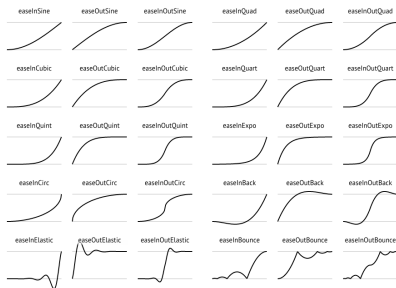 easeInSine easeOutSine easeInOutSine easeInQuad easeOutQuad easeInOutQuad
easeInCubic easeOutCubic easeInOutCubic easeInQuart easeOutQuart easeInOutQuart
easeInQuint easeOutQuint easeInOutQuint easeInExpo easeOutExpo easeInOutExpo
easeInCirc easeOutCirc easeInOutCirc easeInBack easeOutBack easeInOutBack
easeInElastic easeOutElastic easeInOutElastic easeInBounce easeOutBounce easeInOutBounce